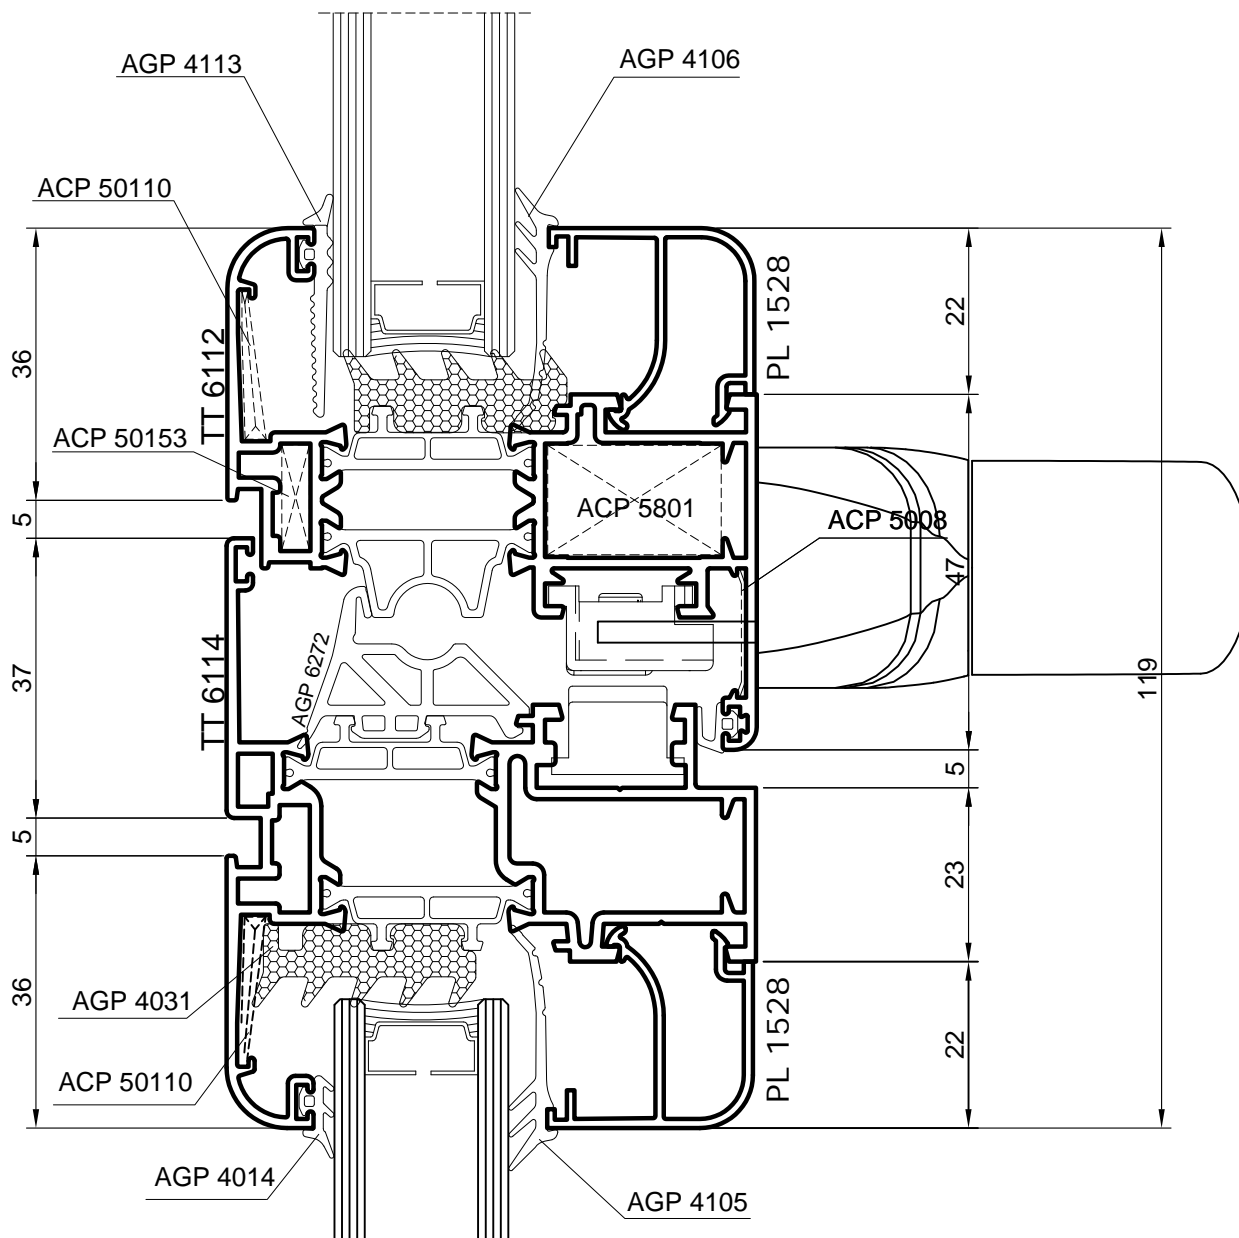 AGP 4113
AGP 4106
ACP 50110
PL 1528
22
36
TT 6112
ACP 50153
ACP 5801
ACP 5008
5
47
37
TT 6114
AGP 6272
119
5
5
23
36
AGP 4031
PL 1528
22
ACP 50110
AGP 4014
AGP 4105